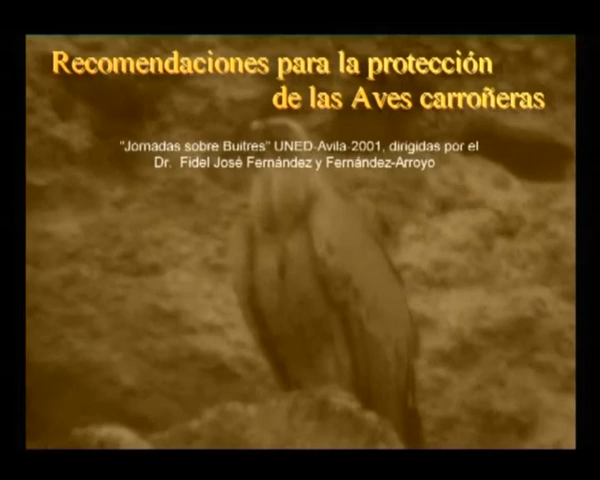 Recomendaciones para la protección
de las Aves carroñeras
"Jornadas sobre Buitres" UNED-Avila-2001, dirigidas por el
Dr. Fidel José Fernández y Fernández-Arroyo